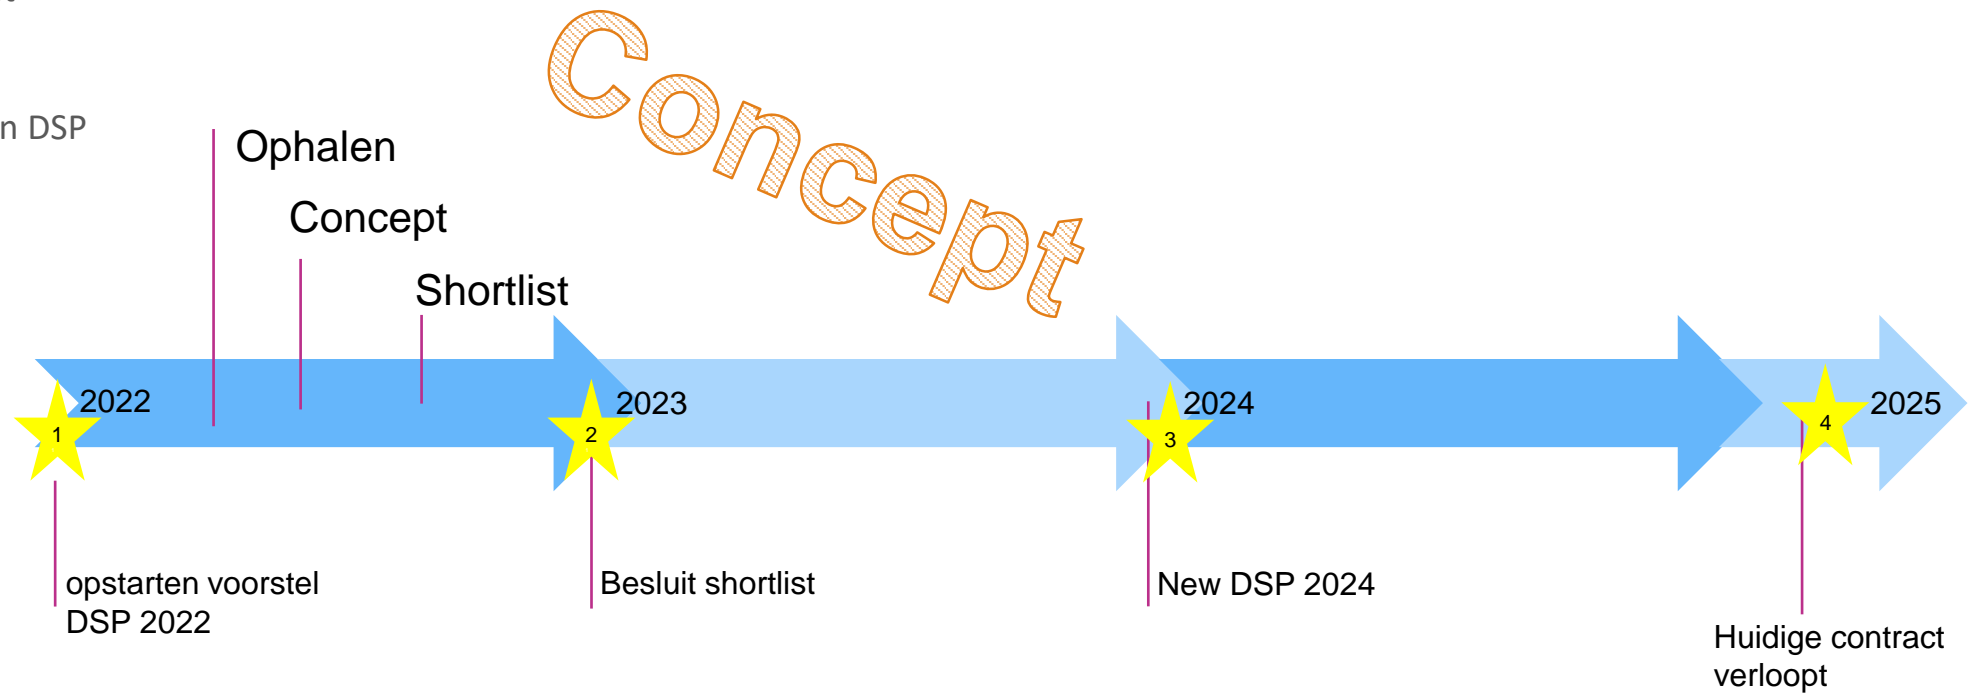 n DSP
Concept
Ophalen
Concept
Shortlist
2022
2023
2024
2025
1
2
3
4
opstarten voorstel
DSP 2022
Besluit shortlist
New DSP 2024
Huidige contract
verloopt